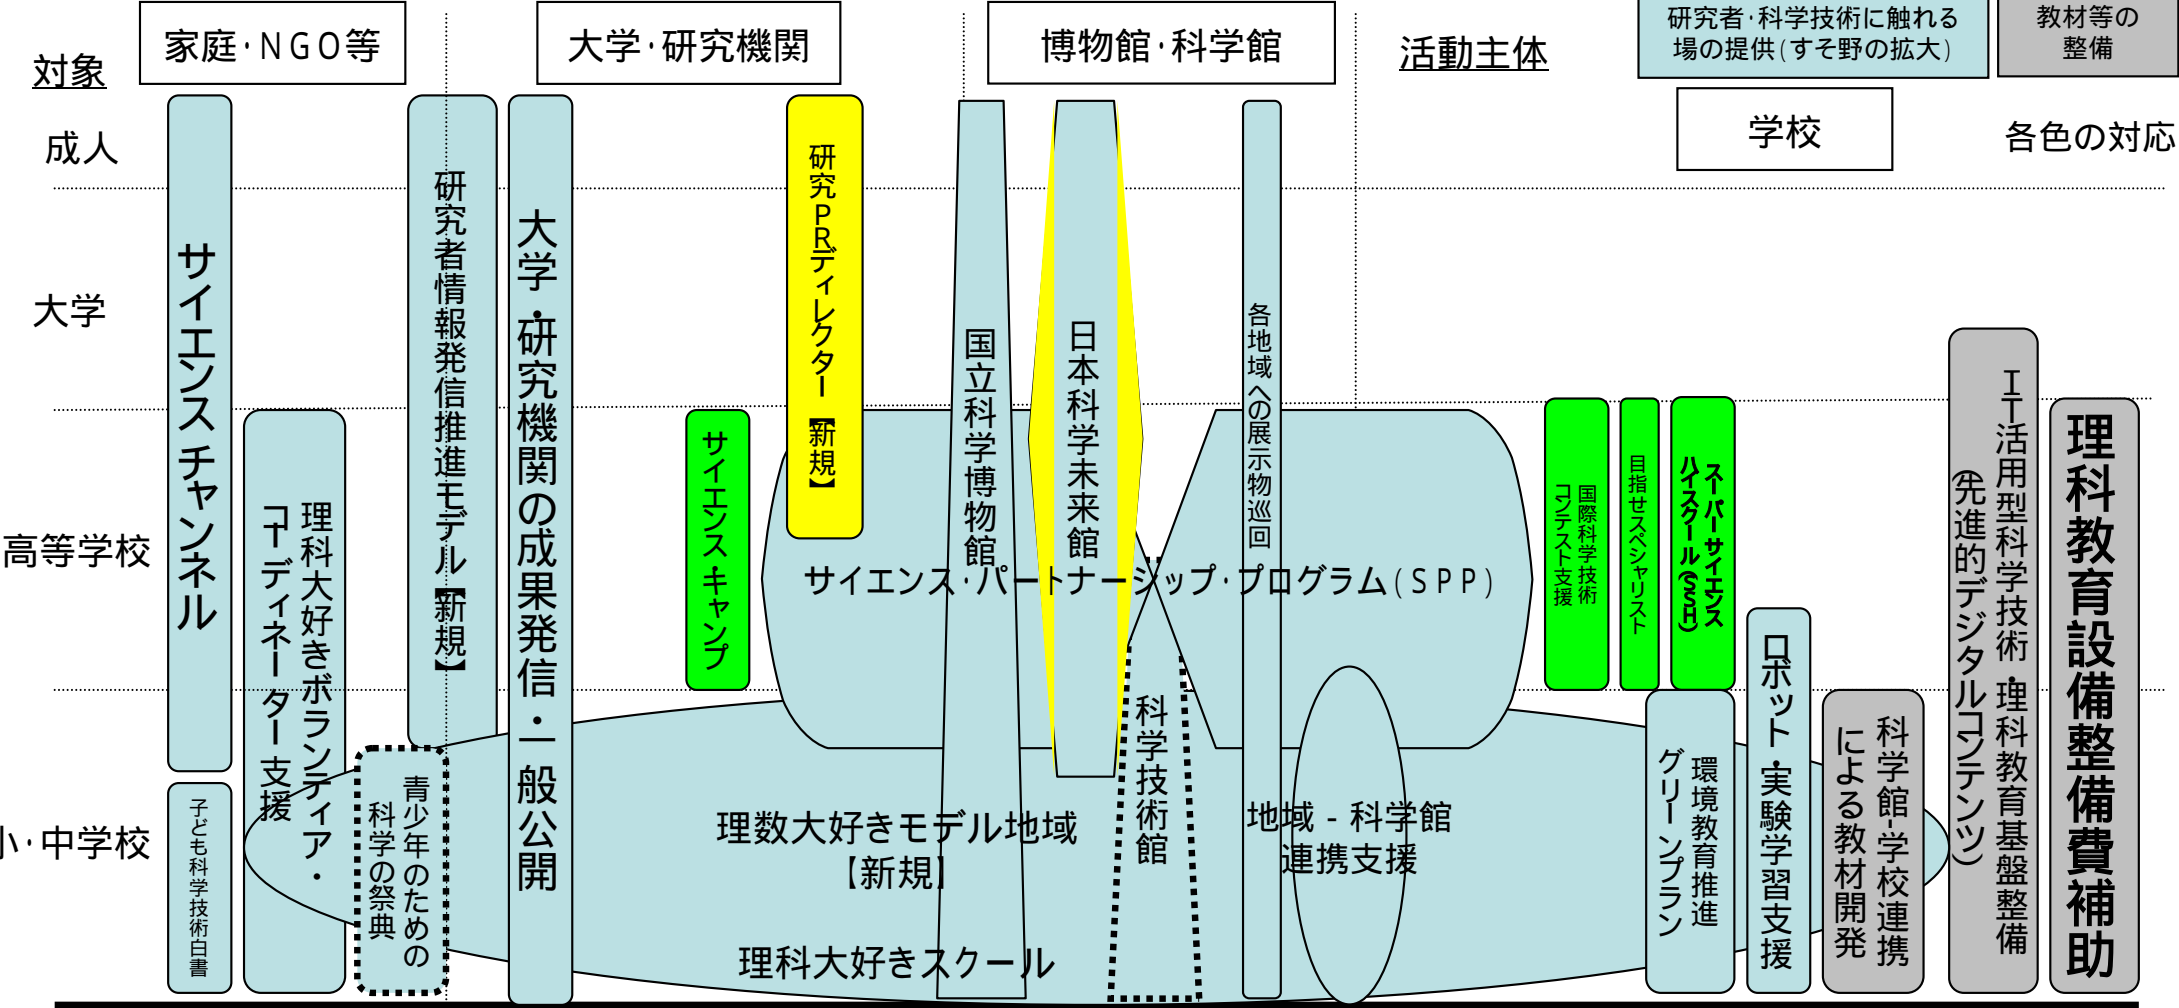 研究者・科学技術に触れる
場の提供(すそ野の拡大)
教材等の
整備
家庭・NGO等
大学・研究機関
博物館・科学館
活動主体
学校
各色の対応
対象
成人
大学
高等学校
小・中学校
サイエンスチャンネル
子ども科学技術白書
理科大好きボランティア・
コーディネーター支援
研究者情報発信推進モデル【新規】
青少年のための
科学の祭典
大学・研究機関の成果発信・一般公開
サイエンス・キャンプ
研究PRディレクター【新規】
国立科学博物館
日本科学未来館
各地域への展示物巡回
サイエンス・パートナーシップ・プログラム(SPP)
科学技術館
理数大好きモデル地域
【新規】
理科大好きスクール
地域-科学館
連携支援
国際科学技術
コンテスト支援
目指せスペシャリスト
スーパーサイエンス
ハイスクール(SSH)
環境教育推進
グリーンプラン
ロボット・実験学習支援
科学館-学校連携
による教材開発
IT活用型科学技術・理科教育基盤整備
(先進的デジタルコンテンツ)
理科教育設備整備費補助